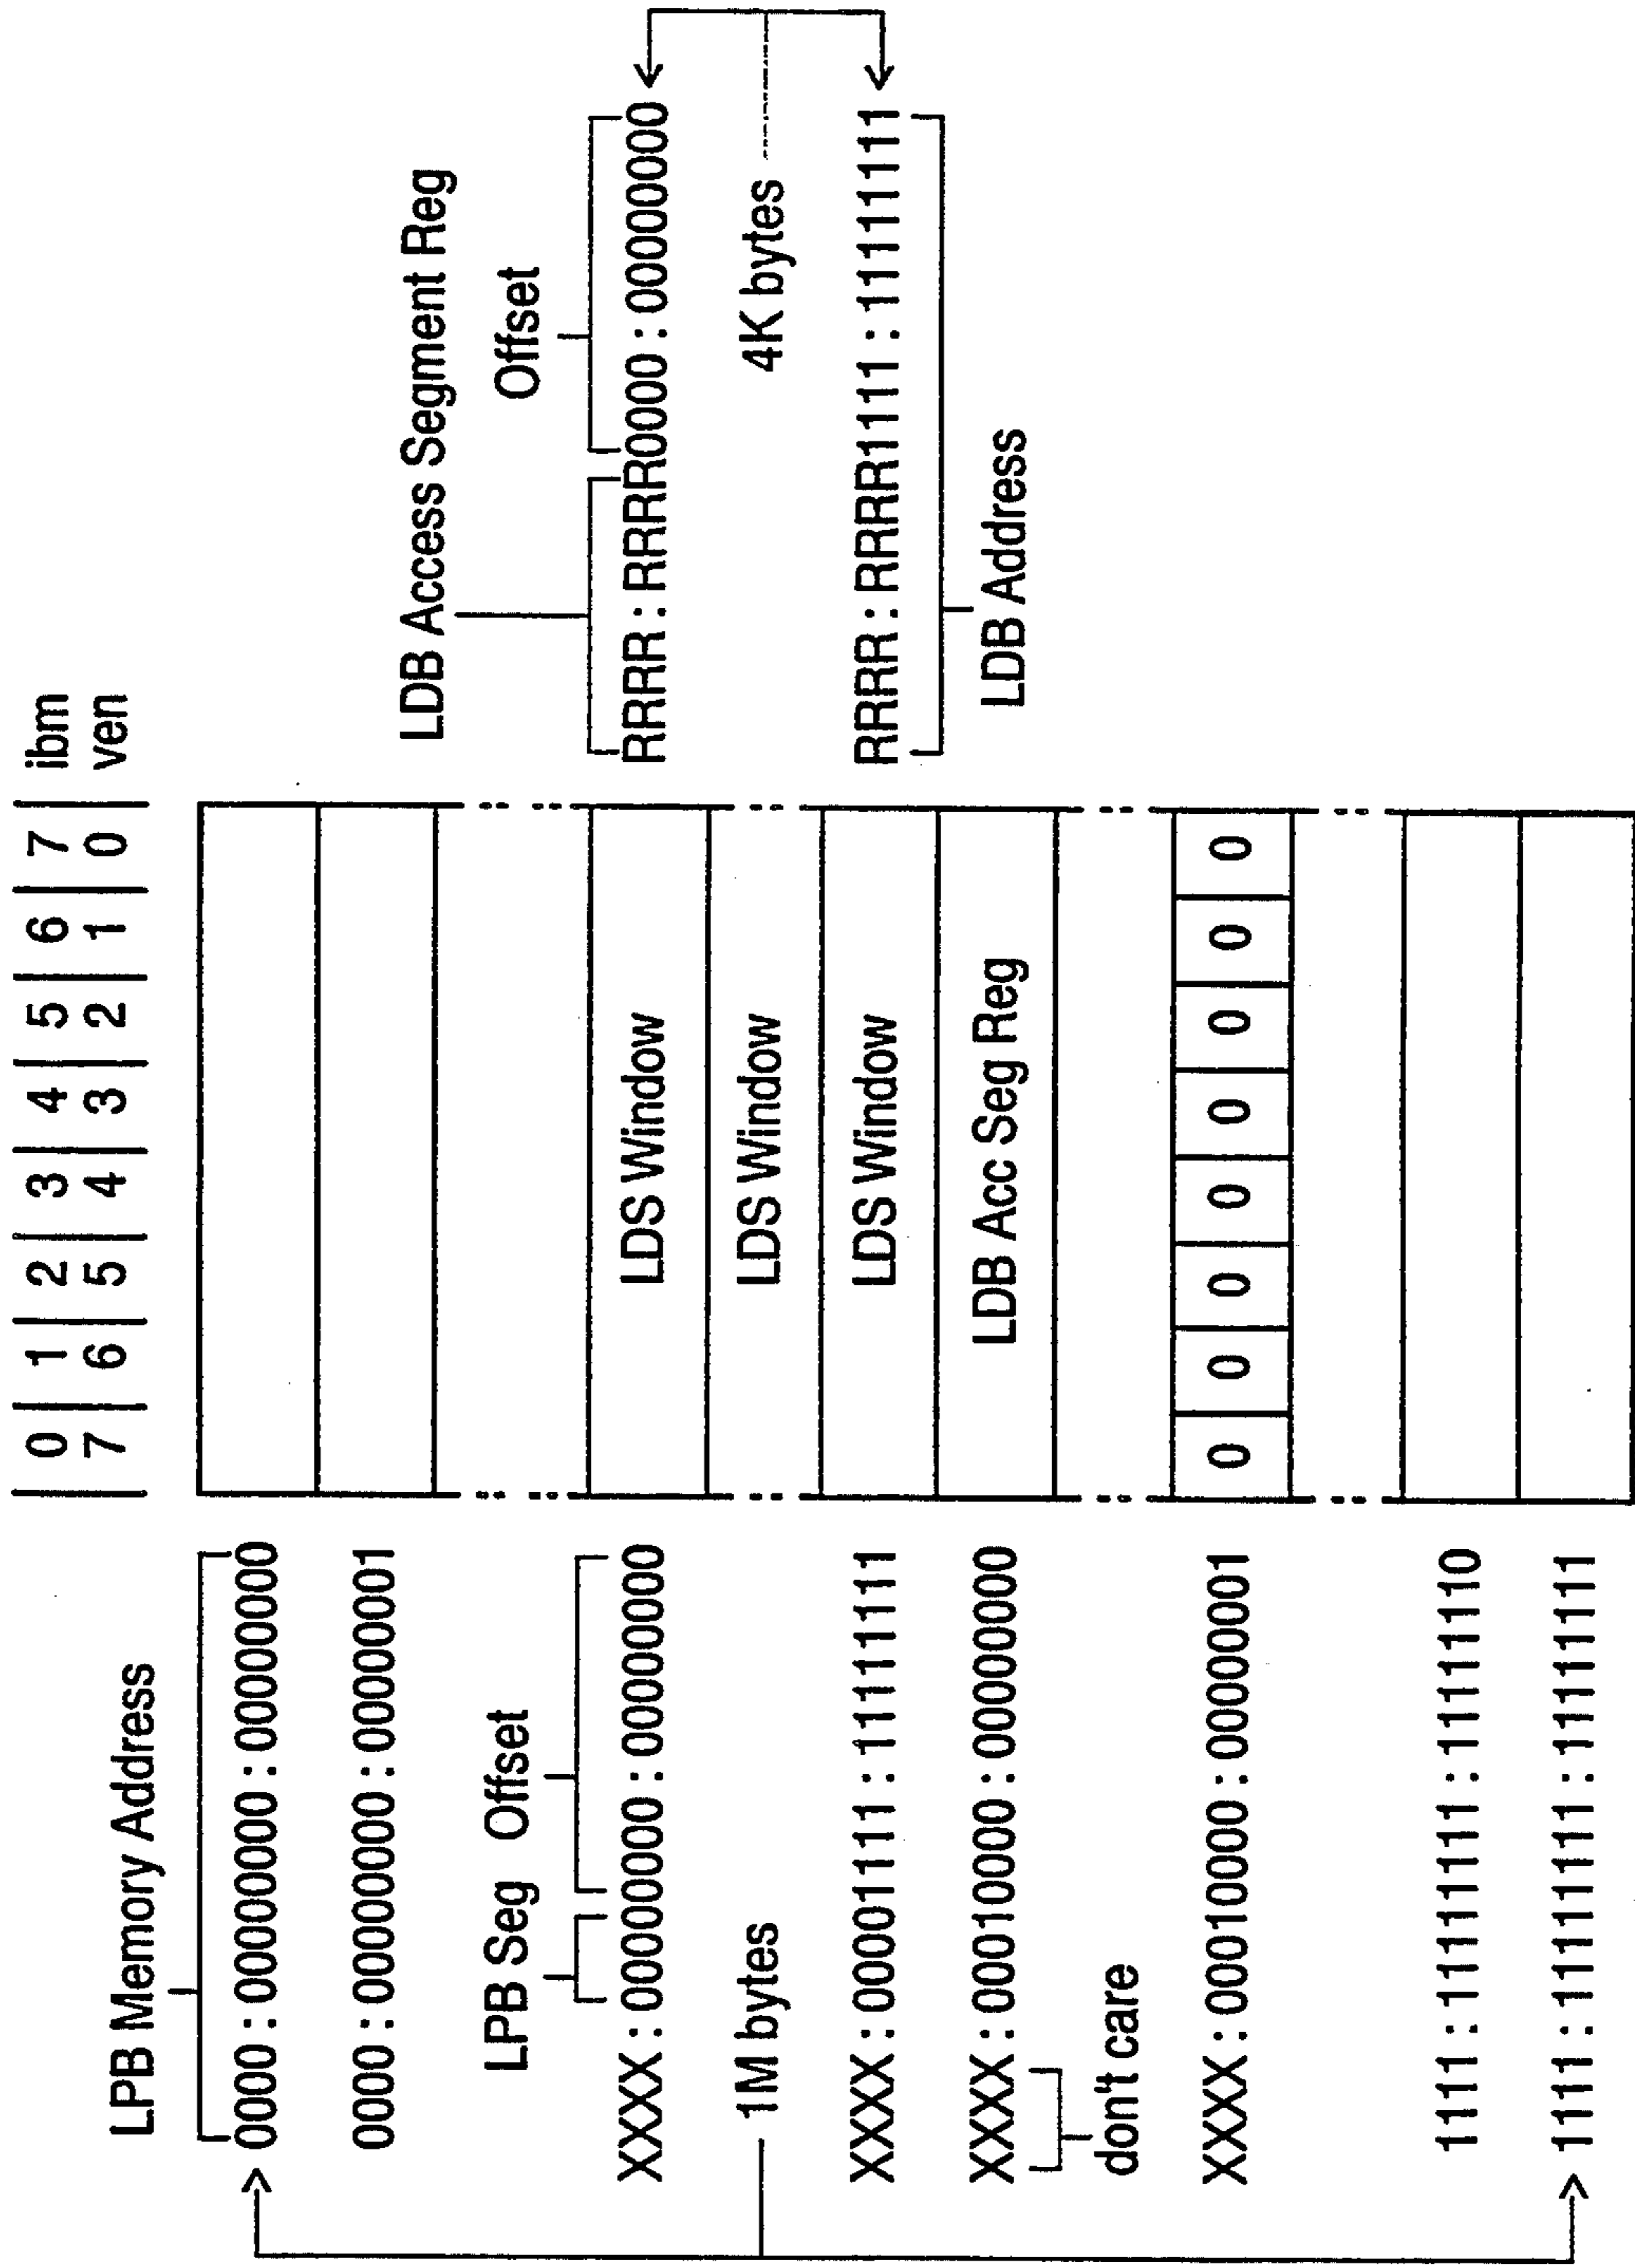 | 0 | 1 | 2 | 3 | 4 | 5 | 6 | 7 | ibm
| 7 | 6 | 5 | 4 | 3 | 2 | 1 | 0 | ven
LPB Memory Address
0000 : 00000000 : 00000000
0000 : 00000000 : 00000001
LDB Access Segment Reg
LPB Seg Offset Offset
XXXX : 00000000 : 00000000 LDS Window RRRR : RRRR0000 : 00000000
1M bytes LDS Window 4K bytes
XXXX : 00001111 : 11111111 LDS Window RRRR : RRRR1111 : 11111111
XXXX : 00010000 : 00000000 LDB Acc Seg Reg LDB Address
don't care
XXXX : 00010000 : 00000001 0 0 0 0 0 0 0 0
1111 : 11111111 : 11111110
1111 : 11111111 : 11111111